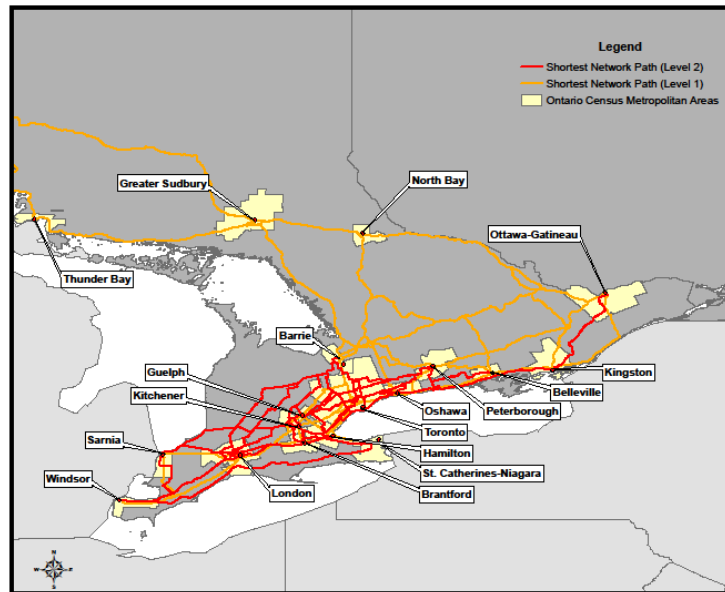 Legend
Shortest Network Path (Level 2)
Shortest Network Path (Level 1)
Ontario Census Metropolitan Areas
Greater Sudbury
North Bay
Ottawa-Gatineau
Thunder Bay
Barrie
Guelph
Kingston
Kitchener
Belleville
Oshawa
Peterborough
Toronto
Sarnia
Hamilton
St. Catherines-Niagara
Windsor
London
Brantford
N
W
E
S